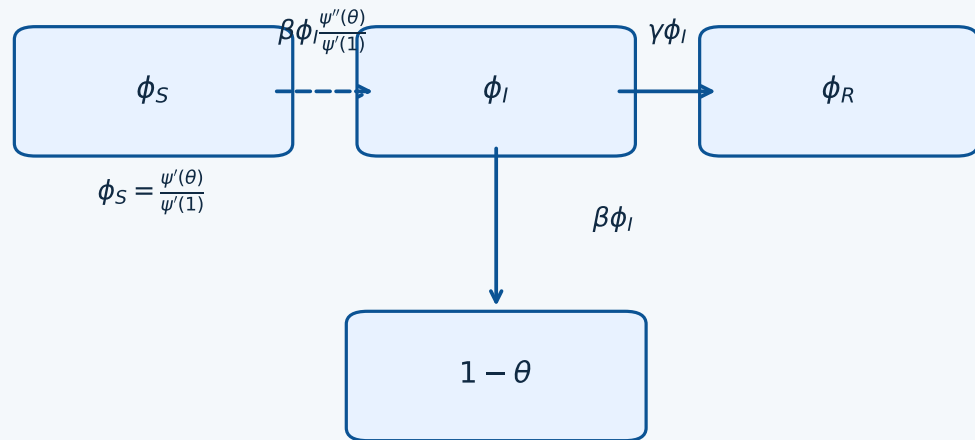 βϕ_I ψ′′(θ)/ψ′(1)
γϕ_I
ϕ_S
ϕ_I
ϕ_R
ϕ_S = ψ′(θ)/ψ′(1)
βϕ_I
1 − θ